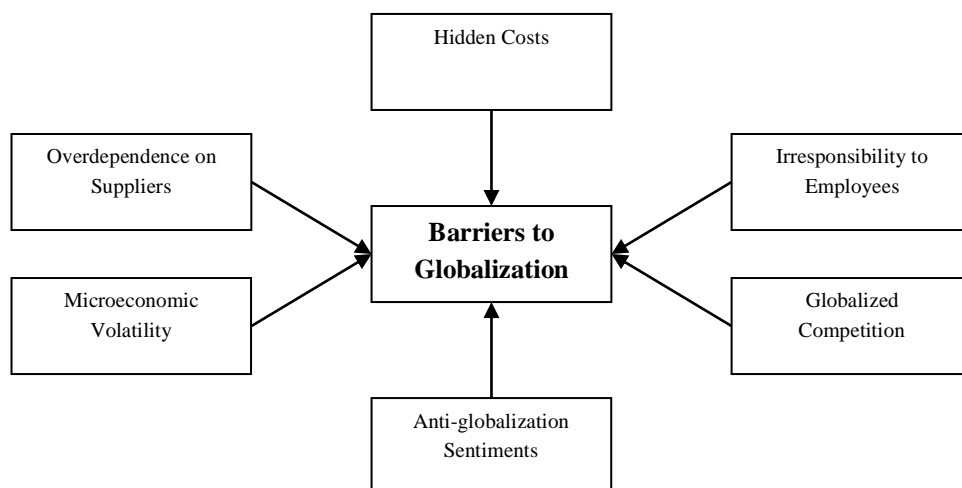 Hidden Costs
Overdependence on
Suppliers
Irresponsibility to
Employees
Barriers to
Globalization
Microeconomic
Volatility
Globalized
Competition
Anti-globalization
Sentiments